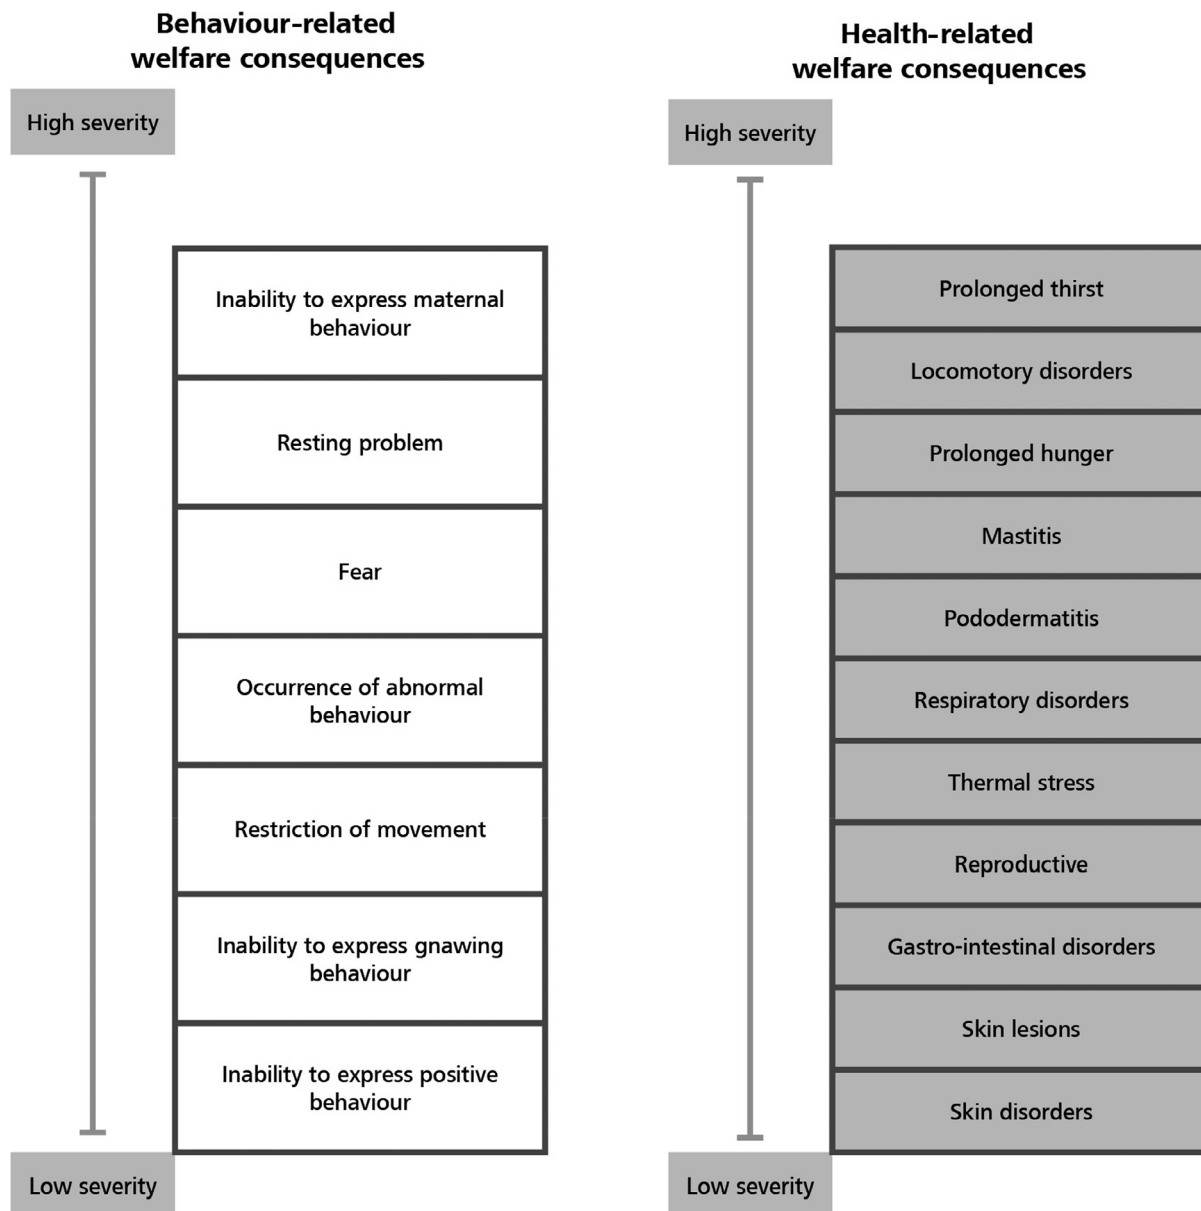 Behaviour-related
welfare consequences
High severity
Inability to express maternal
behaviour
Resting problem
Fear
Occurrence of abnormal
behaviour
Restriction of movement
Inability to express gnawing
behaviour
Inability to express positive
behaviour
Low severity
Health-related
welfare consequences
High severity
Prolonged thirst
Locomotory disorders
Prolonged hunger
Mastitis
Pododermatitis
Respiratory disorders
Thermal stress
Reproductive
Gastro-intestinal disorders
Skin lesions
Skin disorders
Low severity